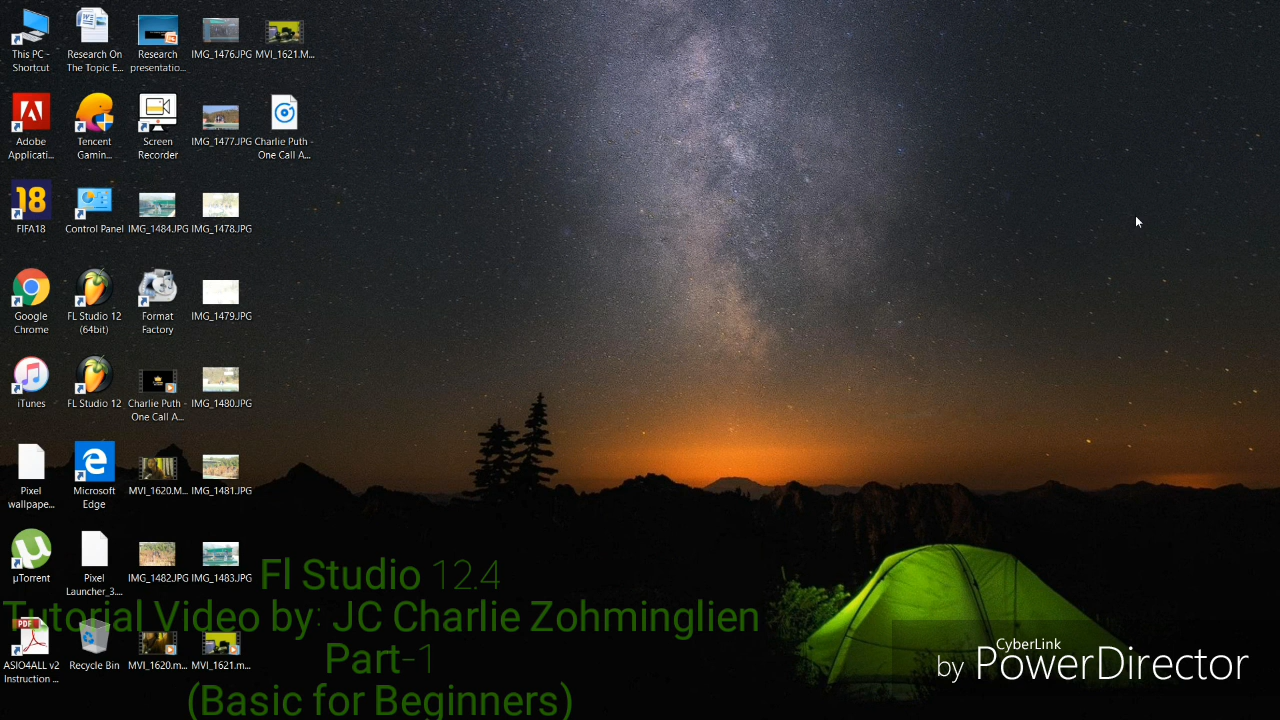 This PC -
Shortcut
Research On
The Topic E...
Research
presentatio...
IMG_1476.JPG
MVI_1621.M...
Adobe
Applicati...
Tencent
Gamin...
Screen
Recorder
IMG_1477.JPG
Charlie Puth -
One Call A...
18
FIFA18
Control Panel
IMG_1484.JPG
IMG_1478.JPG
Google
Chrome
FL Studio 12
(64bit)
Format
Factory
IMG_1479.JPG
iTunes
FL Studio 12
Charlie Puth -
One Call A...
IMG_1480.JPG
Pixel
wallpape...
Microsoft
Edge
MVI_1620.M...
IMG_1481.JPG
µTorrent
Pixel
Launcher_3....
IMG_1482.JPG
IMG_1483.JPG
PDF
ASIO4ALL v2
Instruction ...
Recycle Bin
MVI_1620.m...
MVI_1621.m...
Fl Studio 12.4
Tutorial Video by: JC Charlie Zohminglien
Part-1
(Basic for Beginners)
CyberLink
by PowerDirector